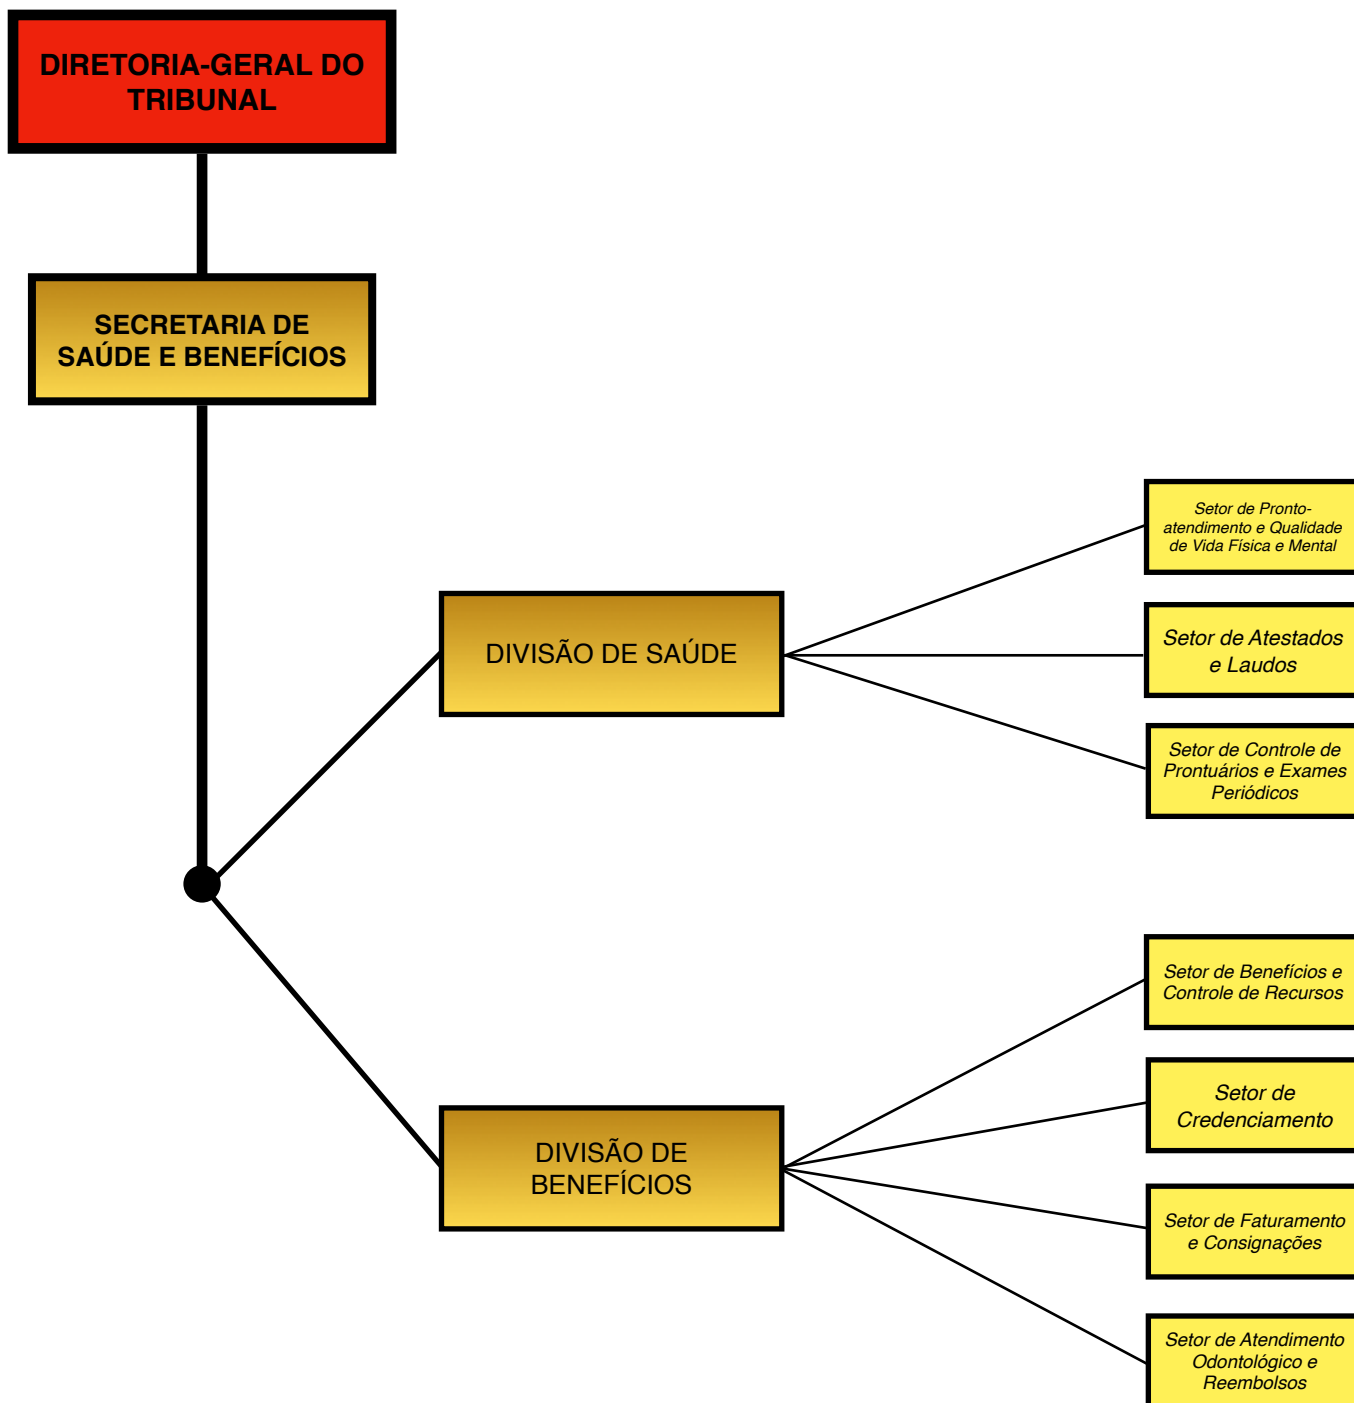 DIRETORIA-GERAL DO
TRIBUNAL
SECRETARIA DE
SAÚDE E BENEFÍCIOS
Setor de Pronto-
atendimento e Qualidade
de Vida Física e Mental
DIVISÃO DE SAÚDE
Setor de Atestados
e Laudos
Setor de Controle de
Prontuários e Exames
Periódicos
Setor de Benefícios e
Controle de Recursos
Setor de
Credenciamento
DIVISÃO DE
BENEFÍCIOS
Setor de Faturamento
e Consignações
Setor de Atendimento
Odontológico e
Reembolsos